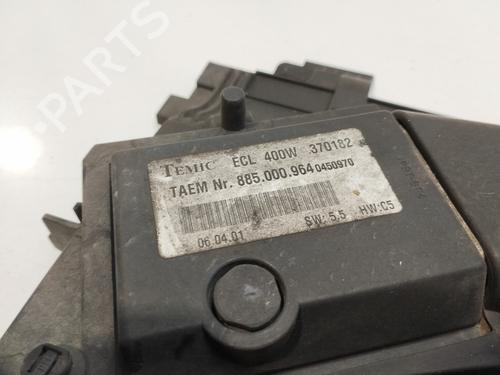 TEMIC ECL 400W 370182
TAEM Nr. 885.000.964 0450970
06.04.01 SW: 5,5 HW:C5
B-PARTS